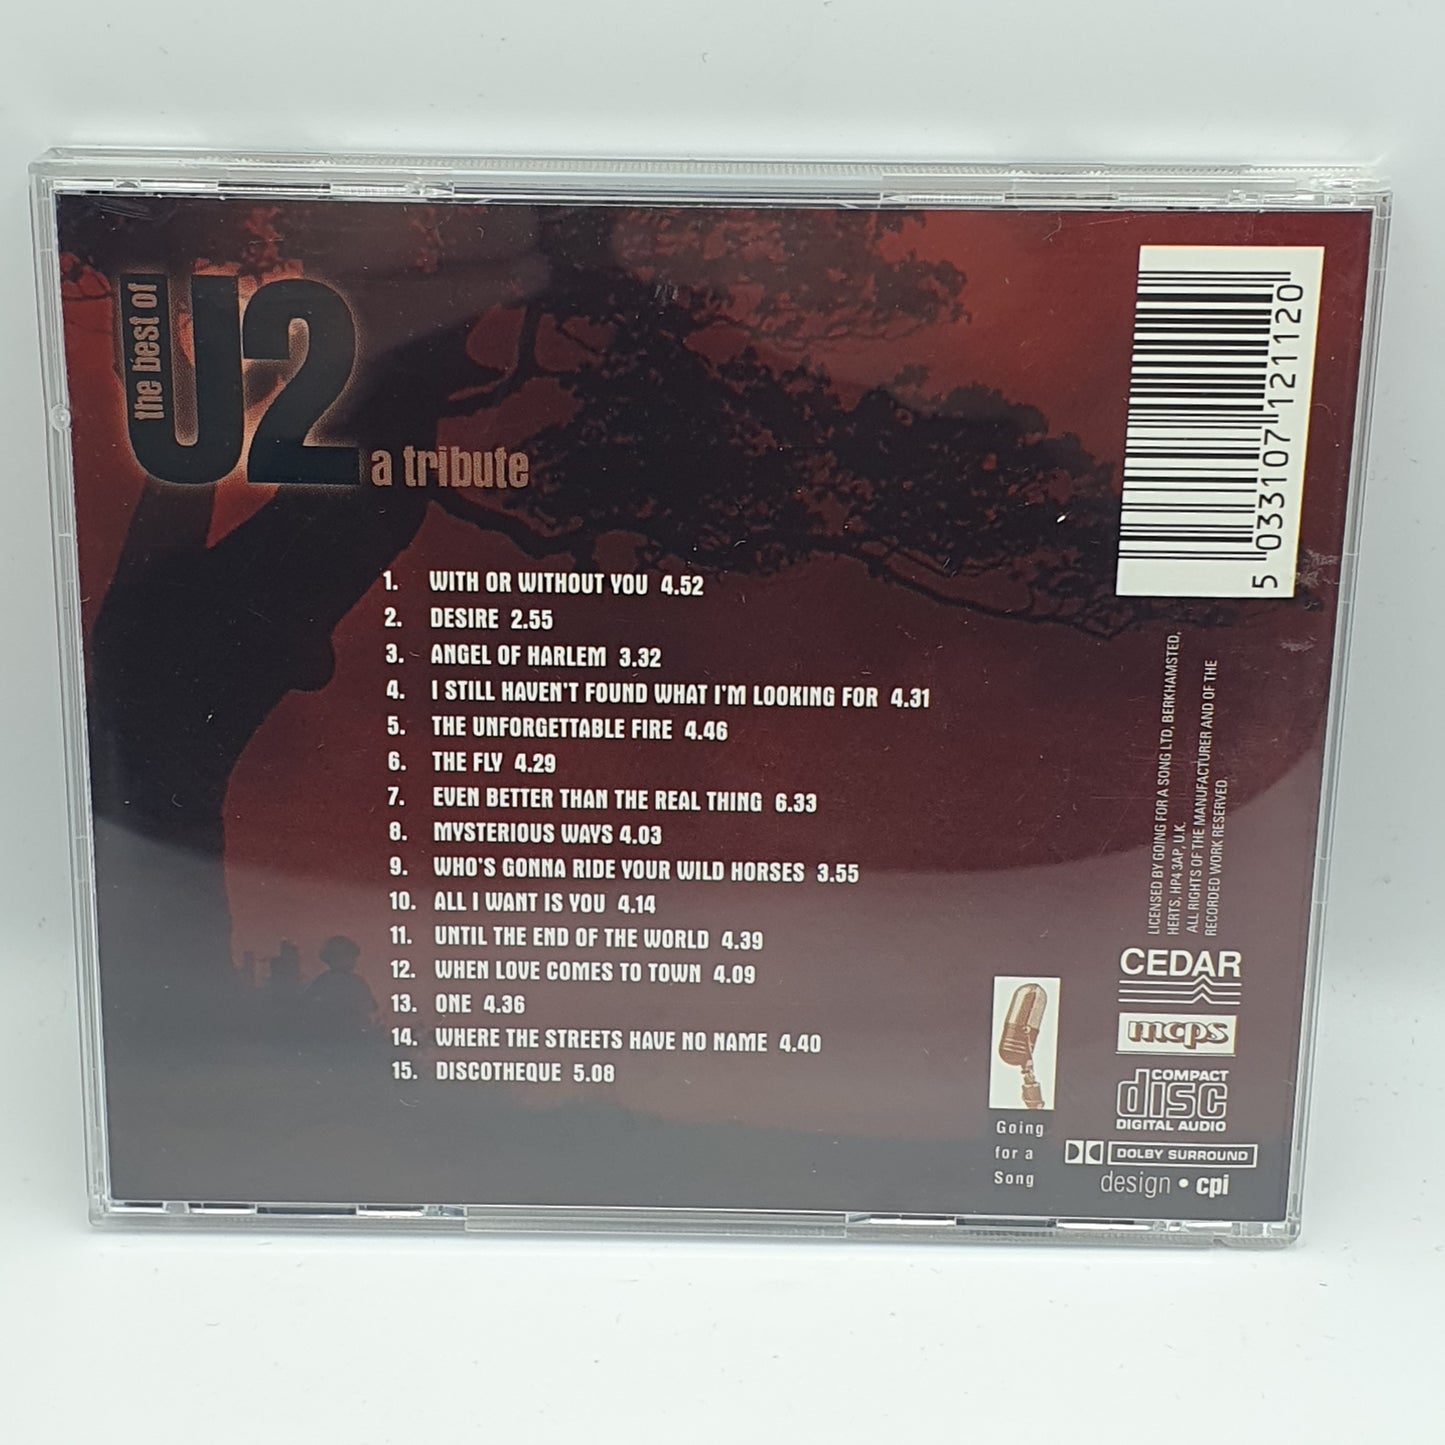 the best of
U2
a tribute
1. WITH OR WITHOUT YOU 4.52
2. DESIRE 2.55
3. ANGEL OF HARLEM 3.32
4. I STILL HAVEN'T FOUND WHAT I'M LOOKING FOR 4.31
5. THE UNFORGETTABLE FIRE 4.46
6. THE FLY 4.29
7. EVEN BETTER THAN THE REAL THING 6.33
8. MYSTERIOUS WAYS 4.03
9. WHO'S GONNA RIDE YOUR WILD HORSES 3.55
10. ALL I WANT IS YOU 4.14
11. UNTIL THE END OF THE WORLD 4.39
12. WHEN LOVE COMES TO TOWN 4.09
13. ONE 4.36
14. WHERE THE STREETS HAVE NO NAME 4.40
15. DISCOTHEQUE 5.08
5 033107 121120
LICENSED BY GOING FOR A SONG LTD, BERKHAMSTED,
HERTS, HP4 3AP, U.K.
ALL RIGHTS OF THE MANUFACTURER AND OF THE
RECORDED WORK RESERVED.
CEDAR
mcps
COMPACT
disc
DIGITAL AUDIO
DOLBY SURROUND
design • cpi
Going
for a
Song